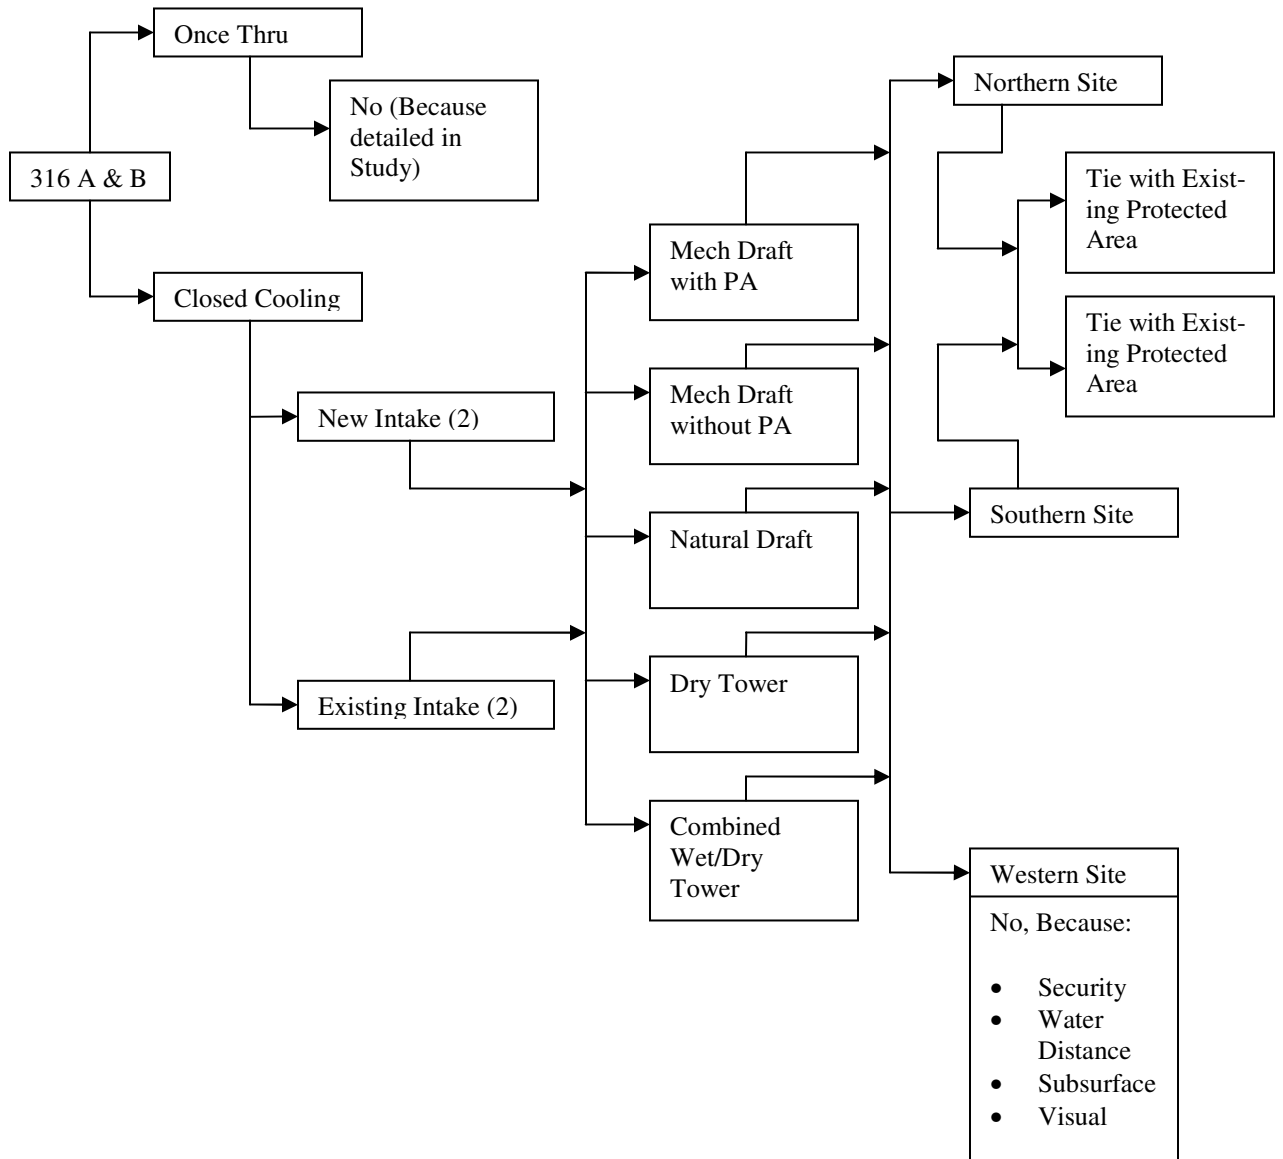 Once Thru
No (Because
detailed in
Study)
316 A & B
Closed Cooling
New Intake (2)
Existing Intake (2)
Mech Draft
with PA
Mech Draft
without PA
Natural Draft
Dry Tower
Combined
Wet/Dry
Tower
Northern Site
Tie with Exist-
ing Protected
Area
Tie with Exist-
ing Protected
Area
Southern Site
Western Site
No, Because:
• Security
• Water
Distance
• Subsurface
• Visual